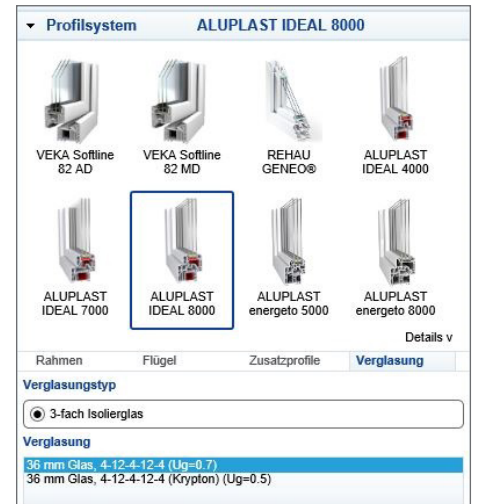 Profilsystem ALUPLAST IDEAL 8000
VEKA Softline
82 AD
VEKA Softline
82 MD
REHAU
GENEO®
ALUPLAST
IDEAL 4000
ALUPLAST
IDEAL 7000
ALUPLAST
IDEAL 8000
ALUPLAST
energeto 5000
ALUPLAST
energeto 8000
Details v
Rahmen Flügel Zusatzprofile Verglasung
Verglasungstyp
3-fach Isolierglas
Verglasung
36 mm Glas, 4-12-4-12-4 (Ug=0.7)
36 mm Glas, 4-12-4-12-4 (Krypton) (Ug=0.5)